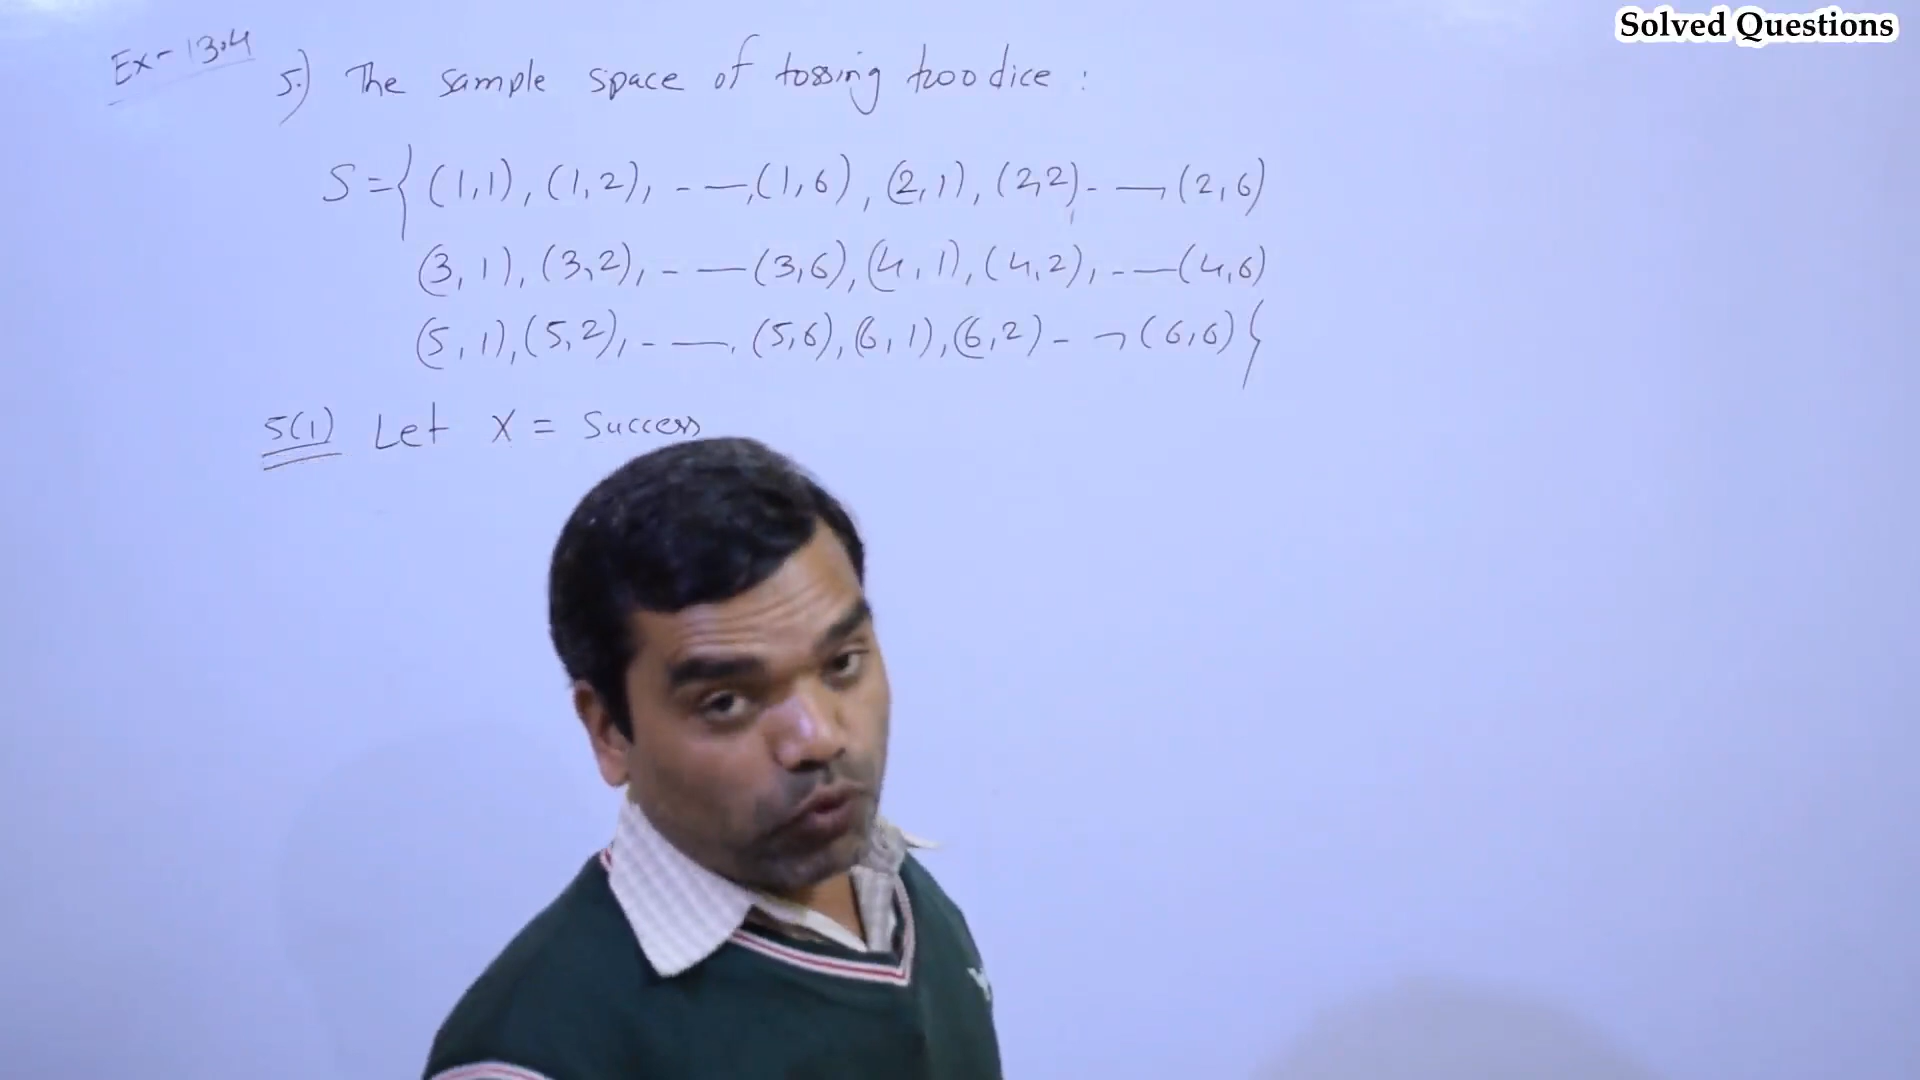 Solved Questions
Ex-13.4
5.) The sample space of tossing two dice :
S={ (1,1), (1,2), - —,(1,6), (2,1), (2,2)- —, (2,6)
(3,1), (3,2), - — (3,6), (4,1), (4,2), - —(4,6)
(5,1), (5,2), - —, (5,6), (6,1), (6,2) - , (6,6) }
5(1) Let X = Success